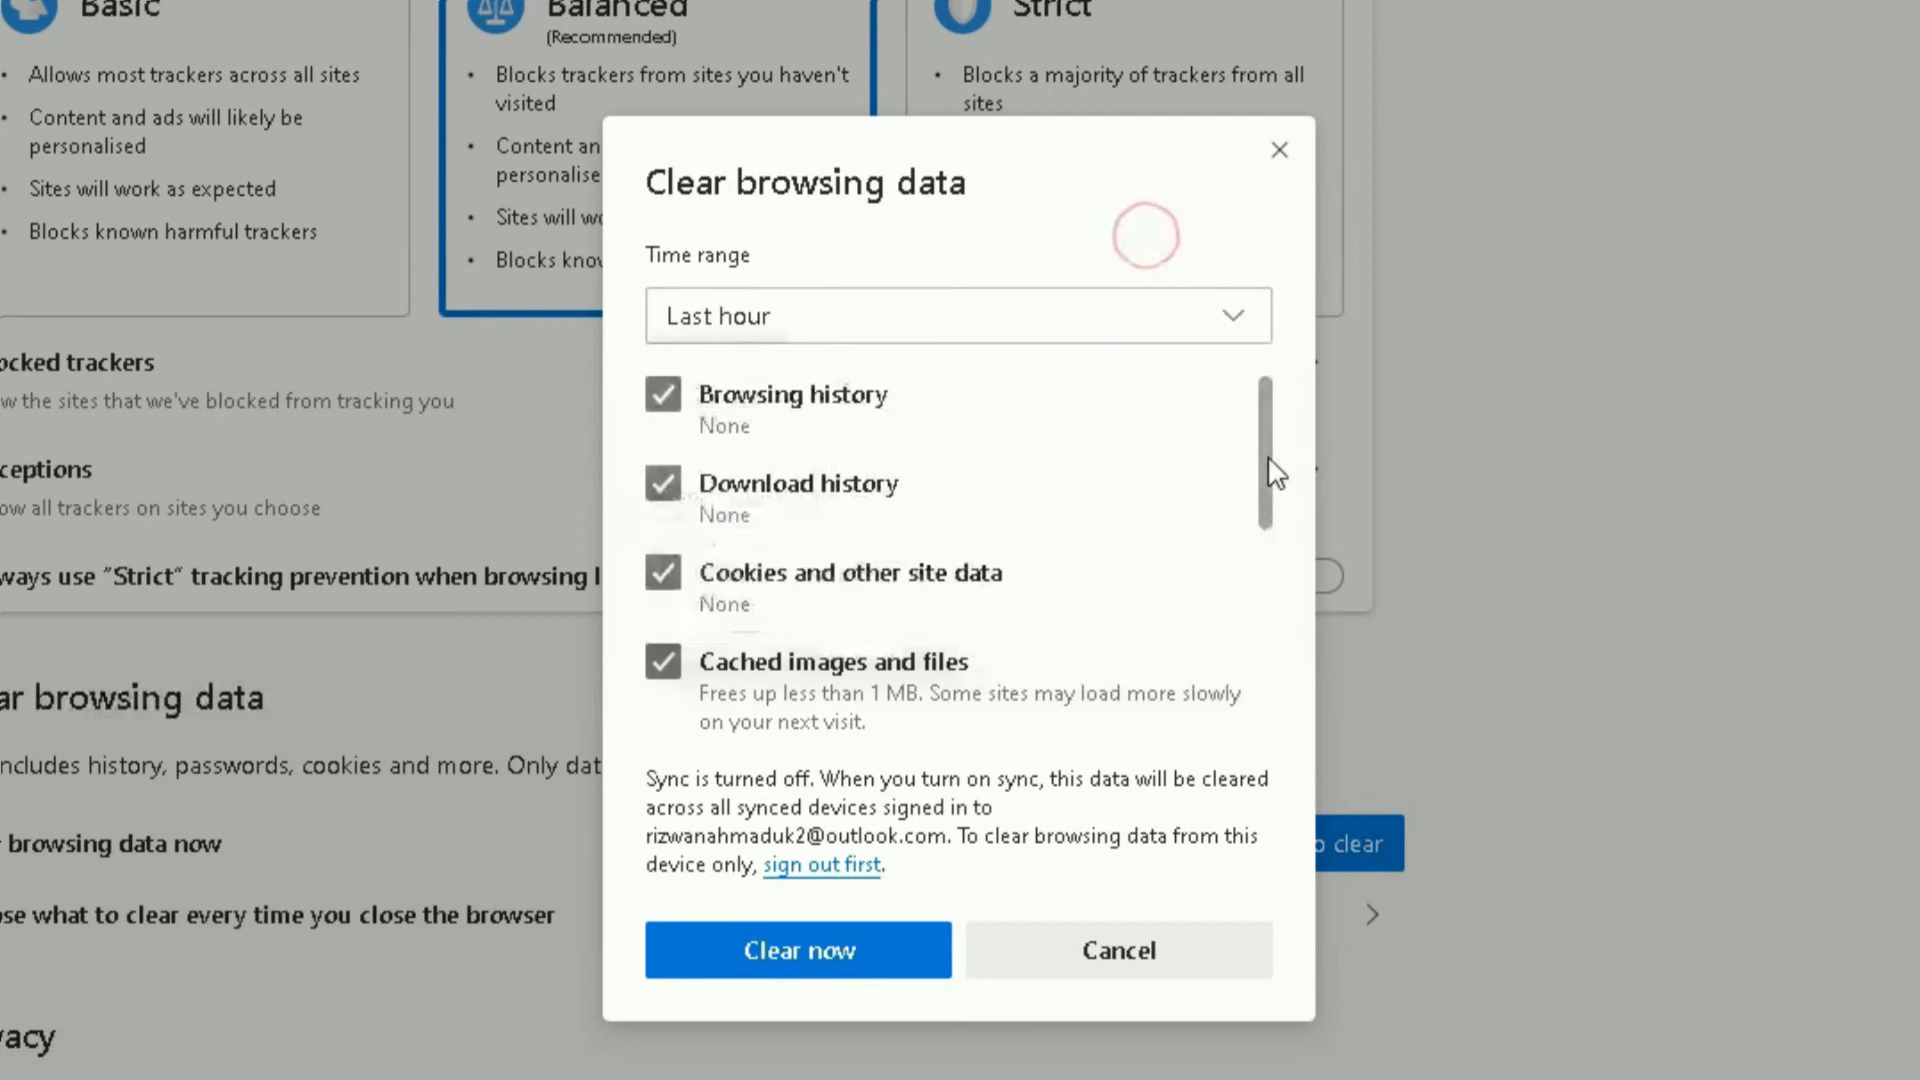 Basic
Balanced
(Recommended)
Strict
Allows most trackers across all sites
Content and ads will likely be
personalised
Sites will work as expected
Blocks known harmful trackers
Blocks trackers from sites you haven't
visited
Content an
personalise
Sites will wo
Blocks know
Blocks a majority of trackers from all
sites
Clear browsing data
Time range
Last hour
Browsing history
None
Download history
None
Cookies and other site data
None
Cached images and files
Frees up less than 1 MB. Some sites may load more slowly
on your next visit.
Sync is turned off. When you turn on sync, this data will be cleared
across all synced devices signed in to
rizwanahmaduk2@outlook.com. To clear browsing data from this
device only, sign out first.
Clear now
Cancel
ocked trackers
w the sites that we've blocked from tracking you
ceptions
ow all trackers on sites you choose
ways use "Strict" tracking prevention when browsing I
ar browsing data
ncludes history, passwords, cookies and more. Only dat
r browsing data now
o clear
ose what to clear every time you close the browser
vacy